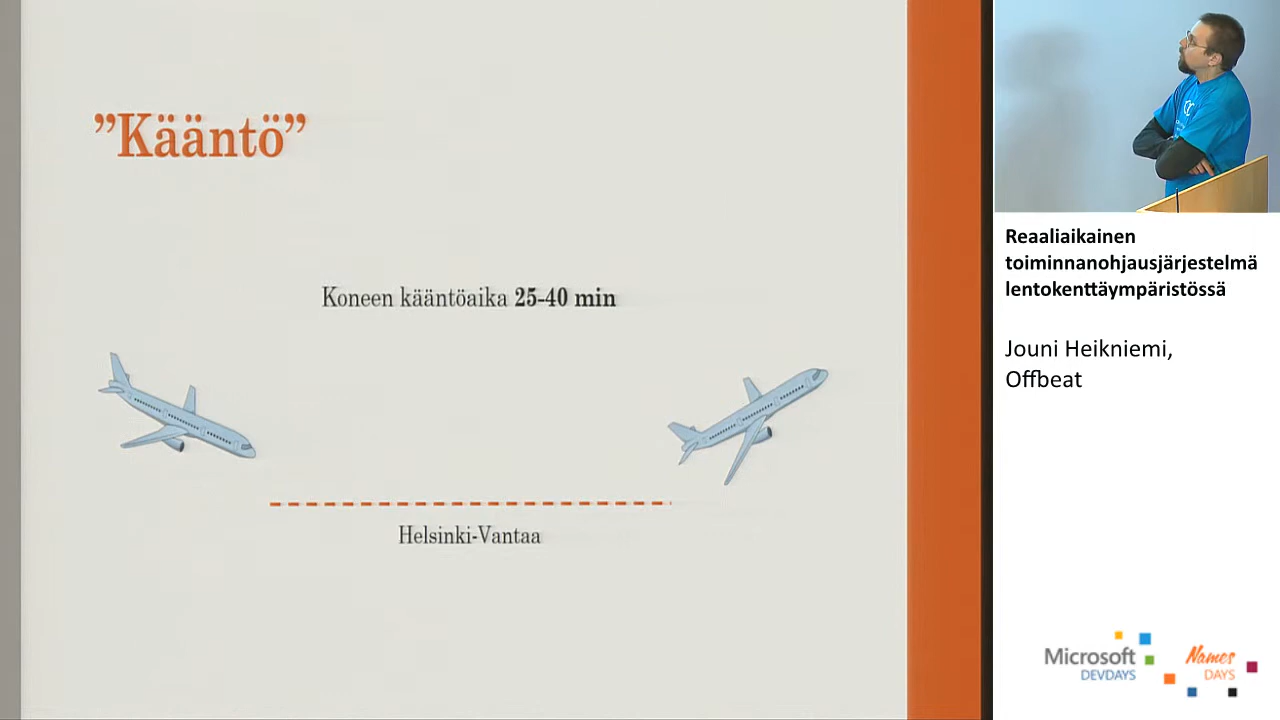 ”Kääntö”
Koneen kääntöaika 25-40 min
Helsinki-Vantaa
Reaaliaikainen
toiminnanohjausjärjestelmä
lentokenttäympäristössä
Jouni Heikniemi,
Offbeat
Microsoft
DEVDAYS
Names
DAYS